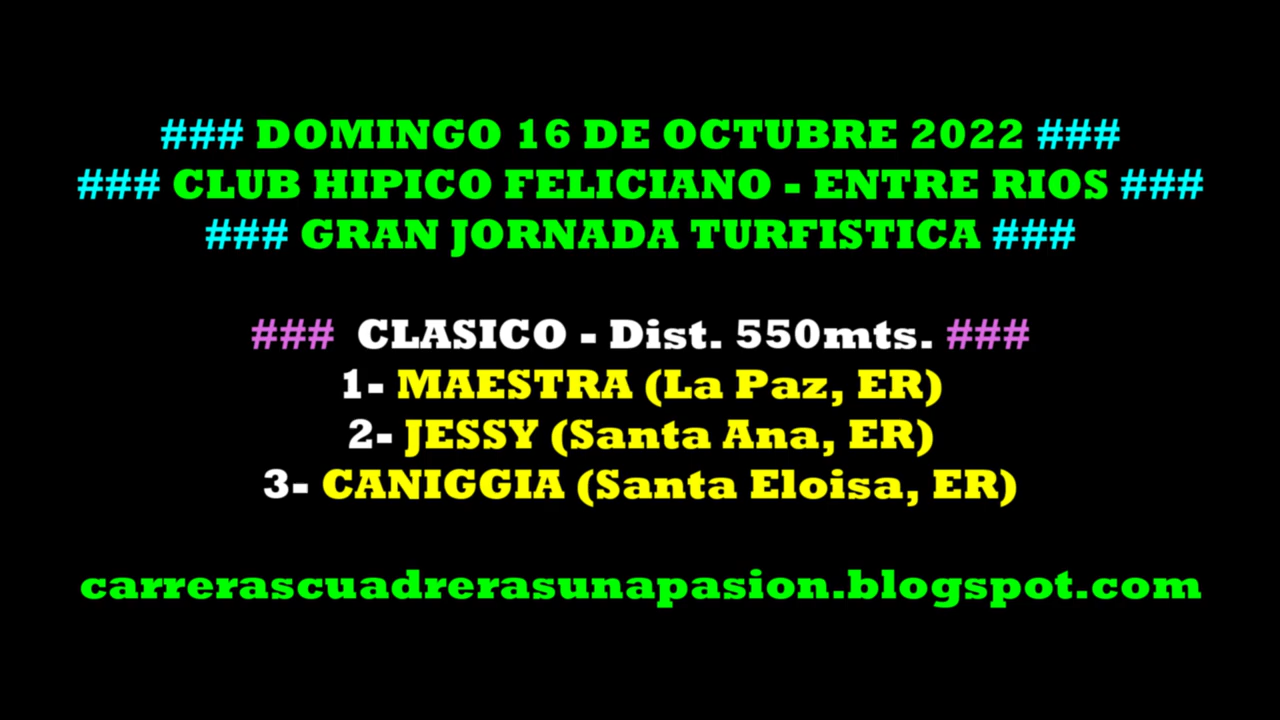 ### DOMINGO 16 DE OCTUBRE 2022 ###
### CLUB HIPICO FELICIANO - ENTRE RIOS ###
### GRAN JORNADA TURFISTICA ###
### CLASICO - Dist. 550mts. ###
1- MAESTRA (La Paz, ER)
2- JESSY (Santa Ana, ER)
3- CANIGGIA (Santa Eloisa, ER)
carrerascuadrerasunapasion.blogspot.com